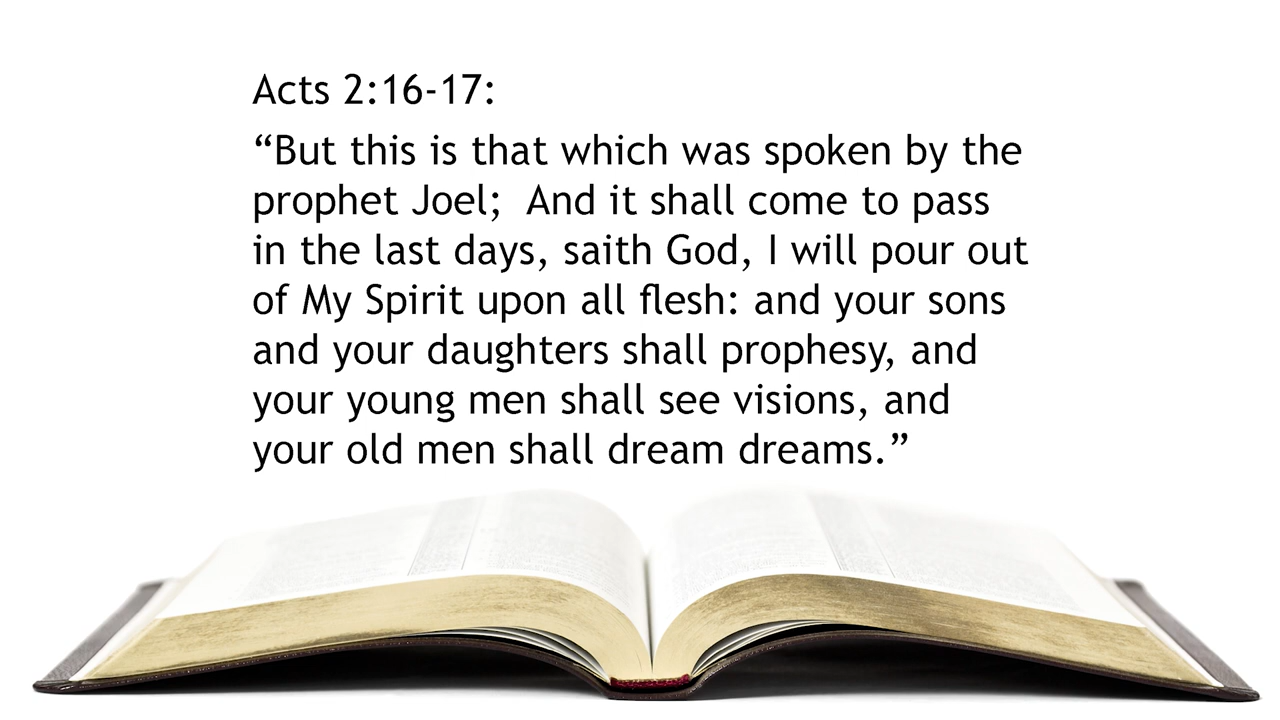 Acts 2:16-17:
“But this is that which was spoken by the
prophet Joel;  And it shall come to pass
in the last days, saith God, I will pour out
of My Spirit upon all flesh: and your sons
and your daughters shall prophesy, and
your young men shall see visions, and
your old men shall dream dreams.”